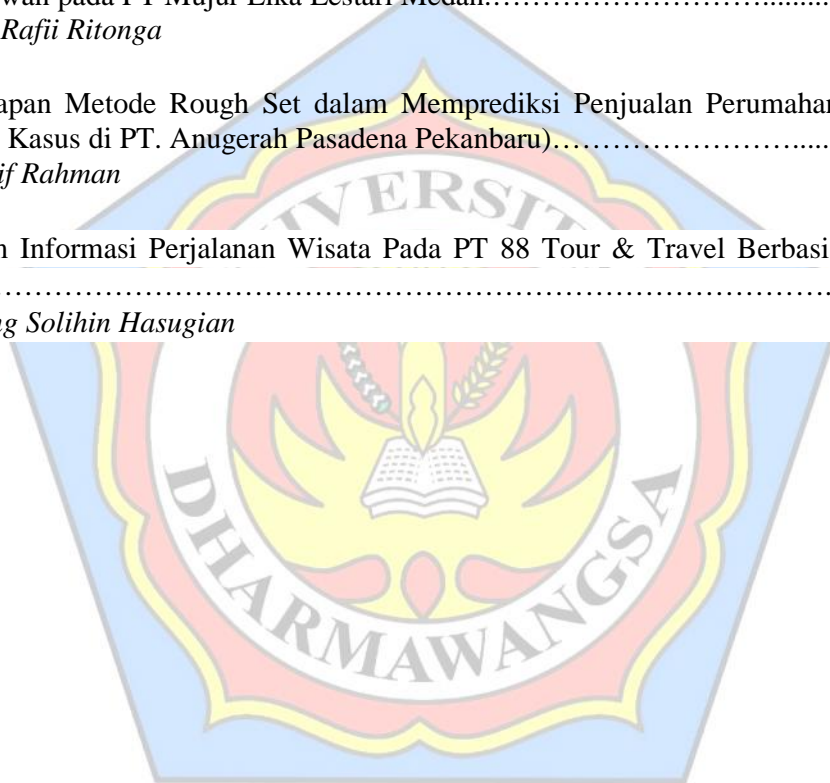 wan pada PT Mujur Lika Lestari Medan.……………………….........
Rafii Ritonga
apan Metode Rough Set dalam Memprediksi Penjualan Perumahan
Kasus di PT. Anugerah Pasadena Pekanbaru)……………………....
if Rahman
n Informasi Perjalanan Wisata Pada PT 88 Tour & Travel Berbasi
……………………………………………………………………….
ng Solihin Hasugian
DHARMAWANGSA